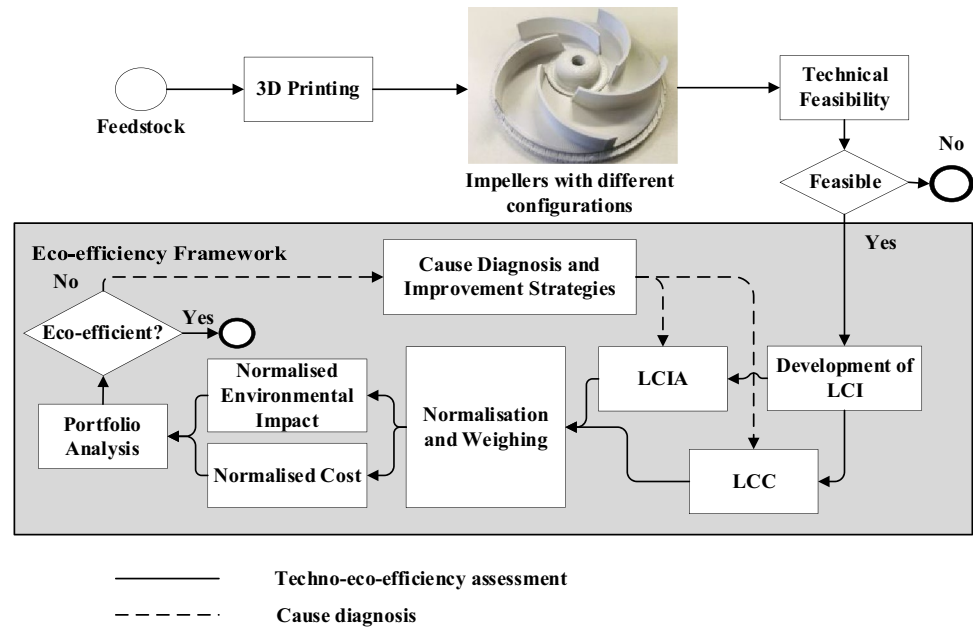 Feedstock
3D Printing
Impellers with different
configurations
Technical
Feasibility
Feasible
No
Yes
Eco-efficiency Framework
No
Eco-efficient?
Yes
Cause Diagnosis and
Improvement Strategies
LCIA
Development of
LCI
LCC
Normalisation
and Weighing
Normalised
Environmental
Impact
Normalised Cost
Portfolio
Analysis
Techno-eco-efficiency assessment
Cause diagnosis